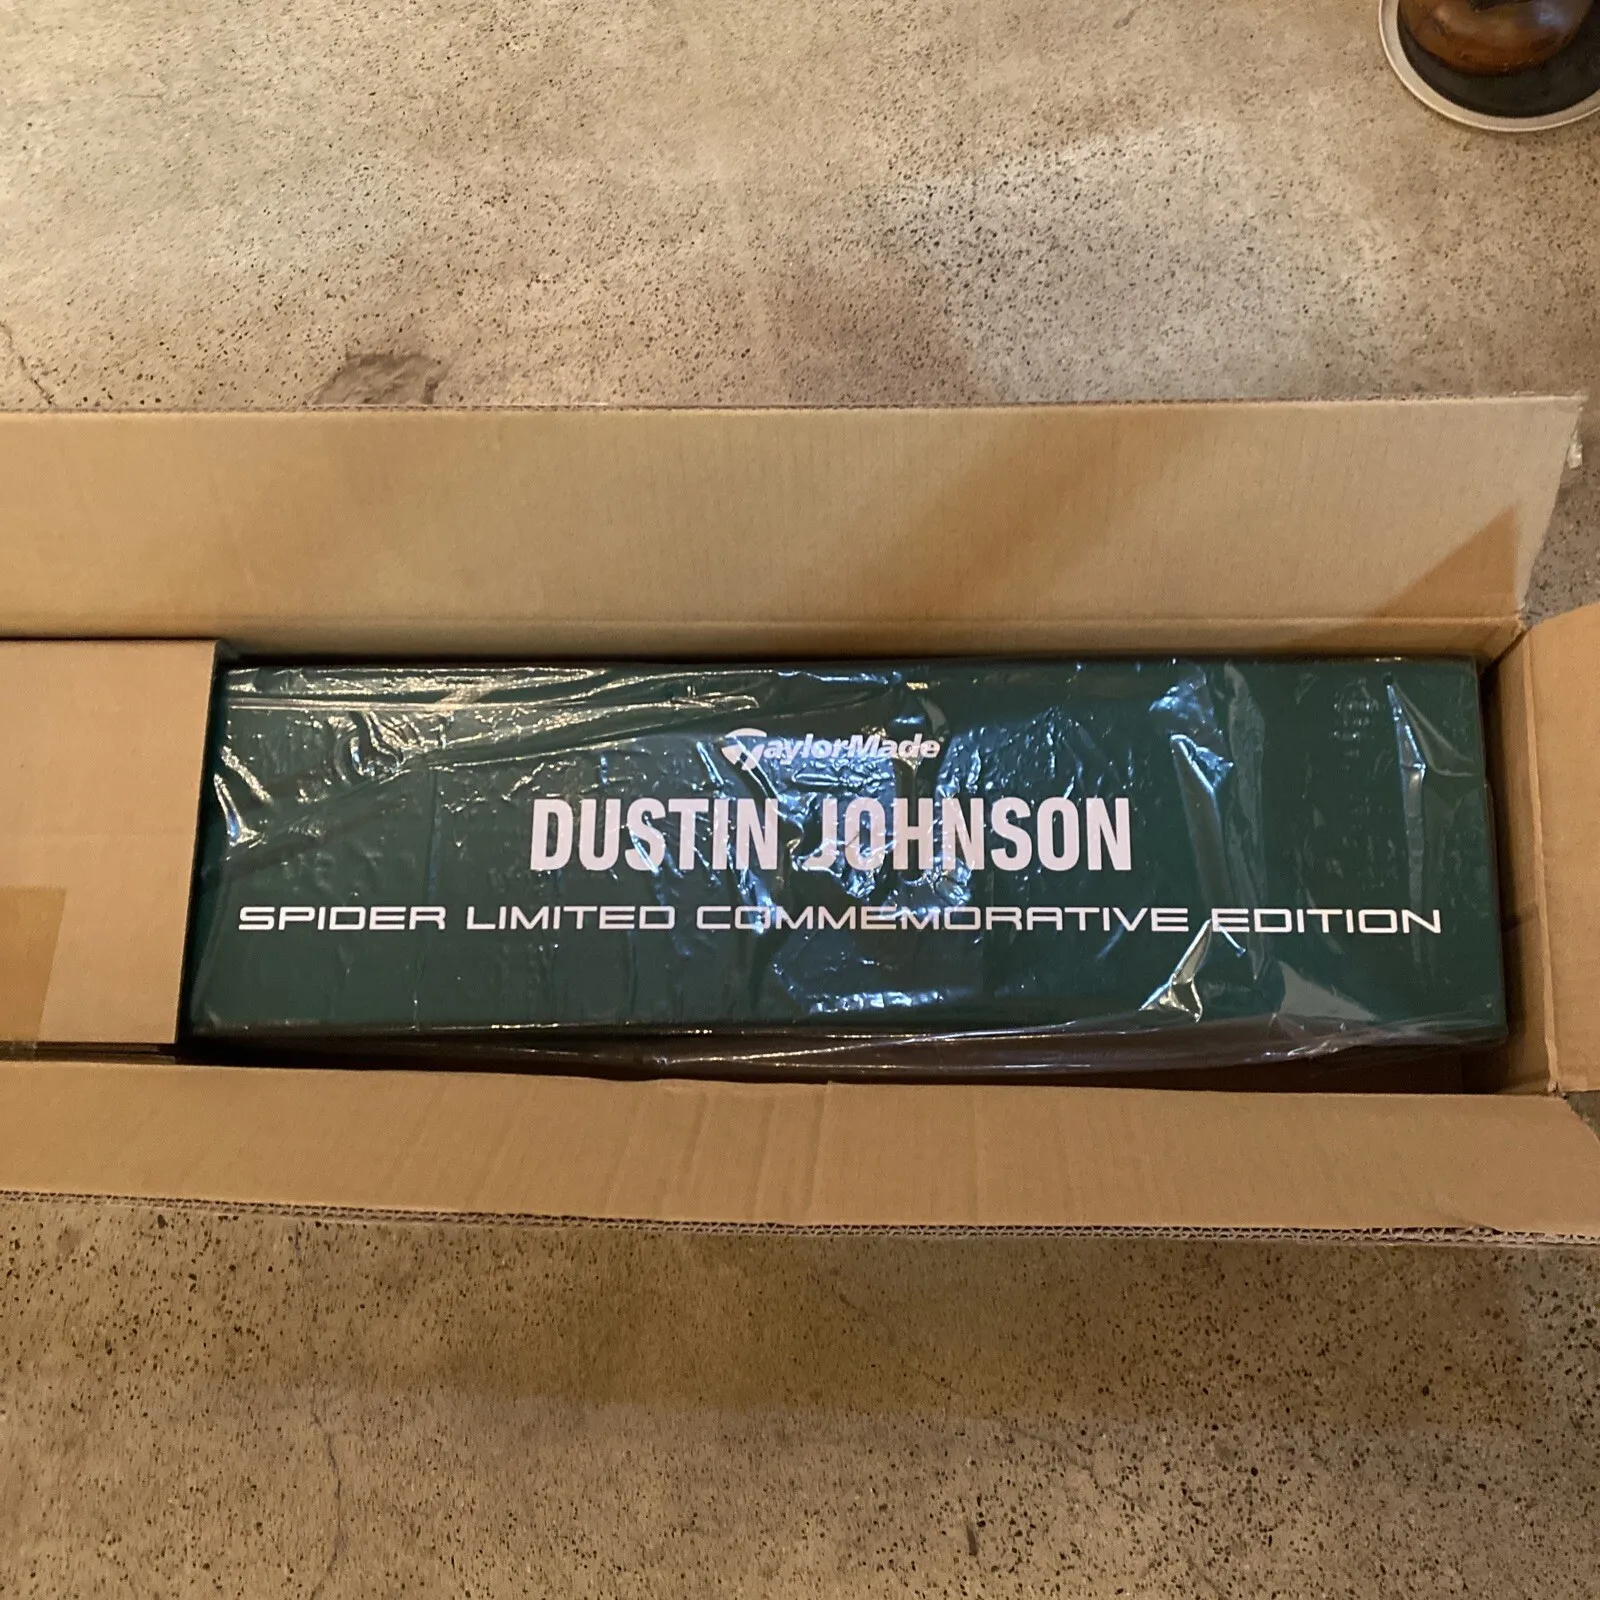 TaylorMade
DUSTIN JOHNSON
SPIDER LIMITED COMMEMORATIVE EDITION